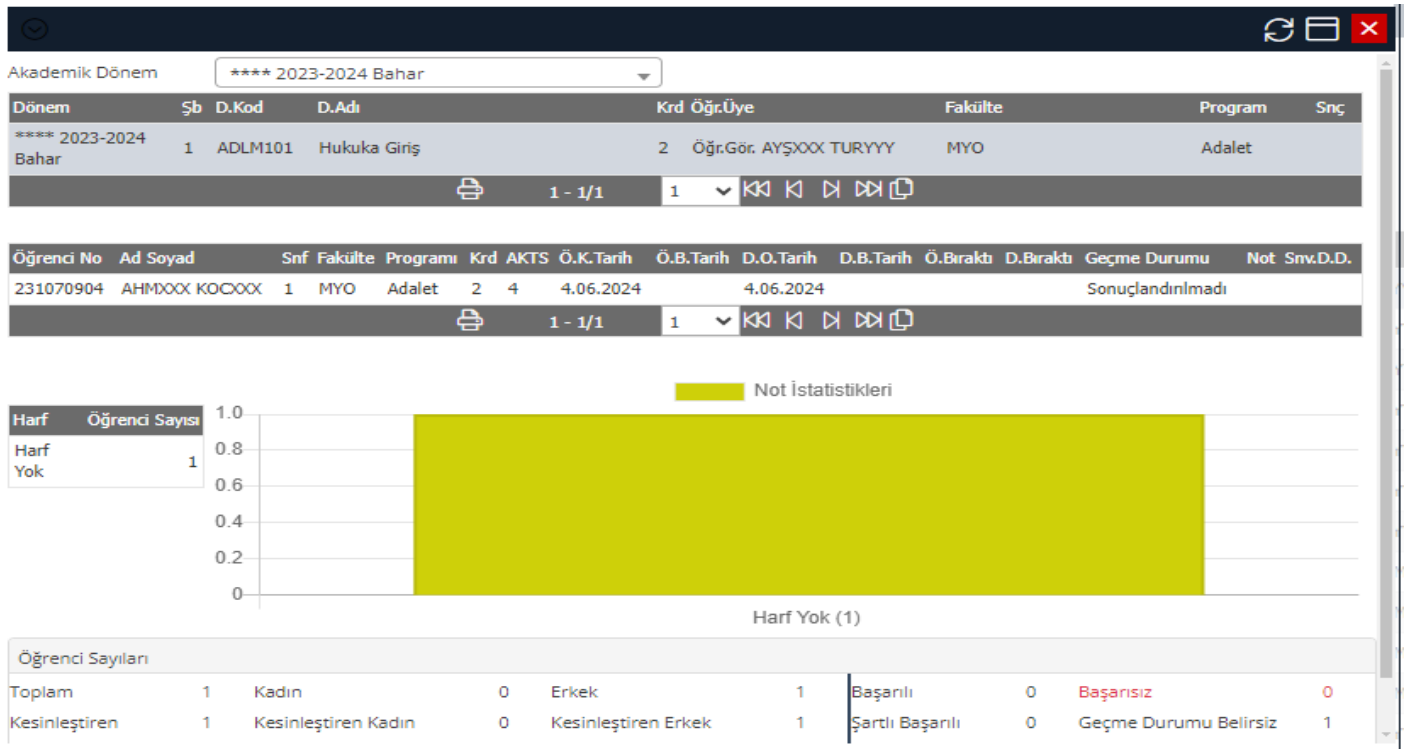 Akademik Dönem **** 2023-2024 Bahar
Dönem Şb D.Kod D.Adı Krd Öğr.Üye Fakülte Program Snç
**** 2023-2024 Bahar 1 ADLM101 Hukuka Giriş 2 Öğr.Gör. AYŞXXX TURYYY MYO Adalet
1 - 1/1 1
Öğrenci No Ad Soyad Snf Fakülte Programı Krd AKTS Ö.K.Tarih Ö.B.Tarih D.O.Tarih D.B.Tarih Ö.Bıraktı D.Bıraktı Geçme Durumu Not Snv.D.D.
231070904 AHMXXX KOCXXX 1 MYO Adalet 2 4 4.06.2024 4.06.2024 Sonuçlandırılmadı
1 - 1/1 1
Not İstatistikleri
Harf Öğrenci Sayısı
Harf Yok 1
1.0
0.8
0.6
0.4
0.2
0
Harf Yok (1)
Öğrenci Sayıları
Toplam 1 Kadın 0 Erkek 1 Başarılı 0 Başarısız 0
Kesinleştiren 1 Kesinleştiren Kadın 0 Kesinleştiren Erkek 1 Şartlı Başarılı 0 Geçme Durumu Belirsiz 1